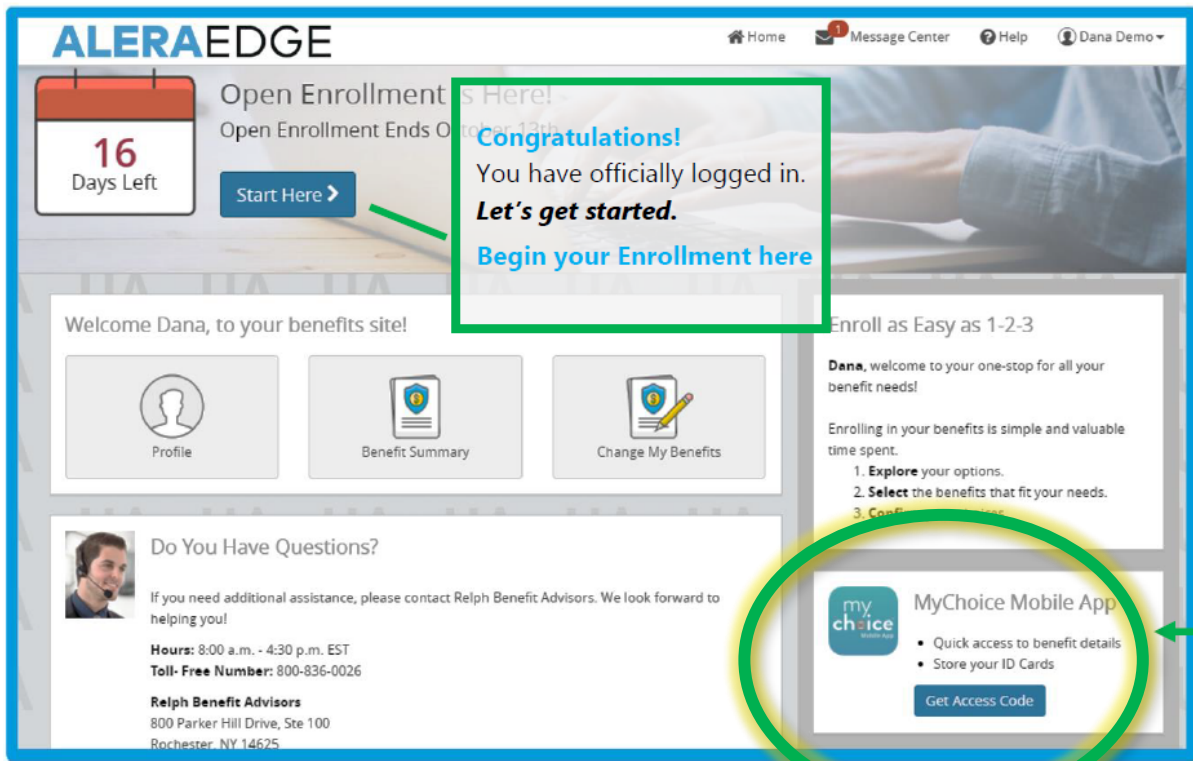 ALERAEDGE
Home
1
Message Center
Help
Dana Demo
16
Days Left
Open Enrollment Is Here!
Open Enrollment Ends October 13th
Start Here
Congratulations!
You have officially logged in.
Let's get started.
Begin your Enrollment here
Welcome Dana, to your benefits site!
Profile
Benefit Summary
Change My Benefits
Do You Have Questions?
If you need additional assistance, please contact Relph Benefit Advisors. We look forward to
helping you!
Hours: 8:00 a.m. - 4:30 p.m. EST
Toll- Free Number: 800-836-0026
Relph Benefit Advisors
800 Parker Hill Drive, Ste 100
Rochester, NY 14625
Enroll as Easy as 1-2-3
Dana, welcome to your one-stop for all your
benefit needs!
Enrolling in your benefits is simple and valuable
time spent.
1. Explore your options.
2. Select the benefits that fit your needs.
3.
my
choice
Mobile App
MyChoice Mobile App
• Quick access to benefit details
• Store your ID Cards
Get Access Code